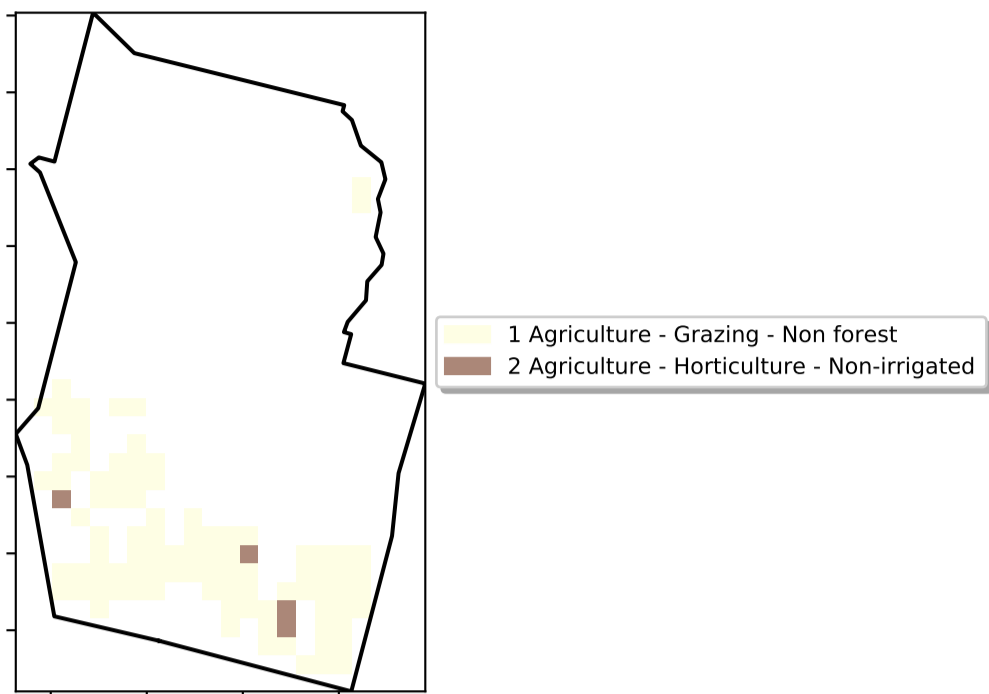 1 Agriculture - Grazing - Non forest
2 Agriculture - Horticulture - Non-irrigated